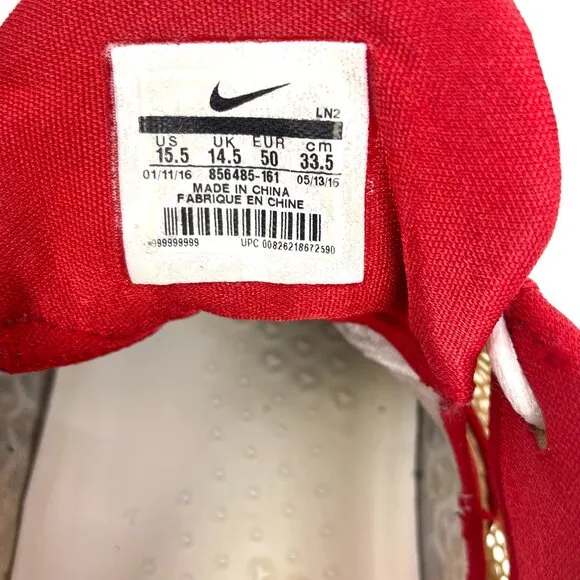 LN2
US UK EUR cm
15.5 14.5 50 33.5
01/11/16 856485-161 05/13/16
MADE IN CHINA
FABRIQUE EN CHINE
999999999 UPC 00826218672590